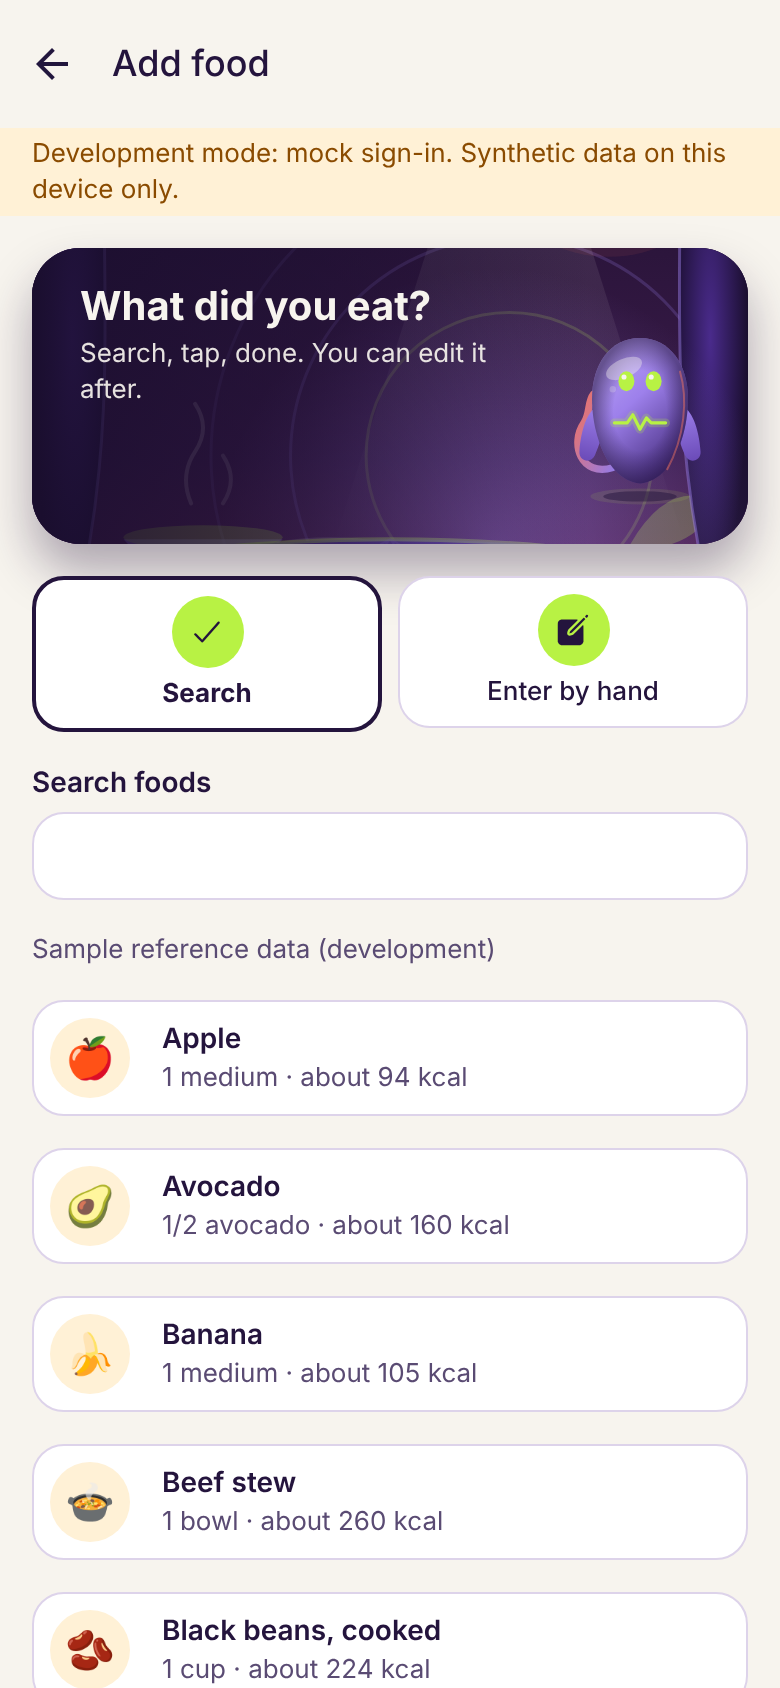 Add food
Development mode: mock sign-in. Synthetic data on this
device only.
What did you eat?
Search, tap, done. You can edit it
after.
Search
Enter by hand
Search foods
Sample reference data (development)
Apple
1 medium · about 94 kcal
Avocado
1/2 avocado · about 160 kcal
Banana
1 medium · about 105 kcal
Beef stew
1 bowl · about 260 kcal
Black beans, cooked
1 cup · about 224 kcal